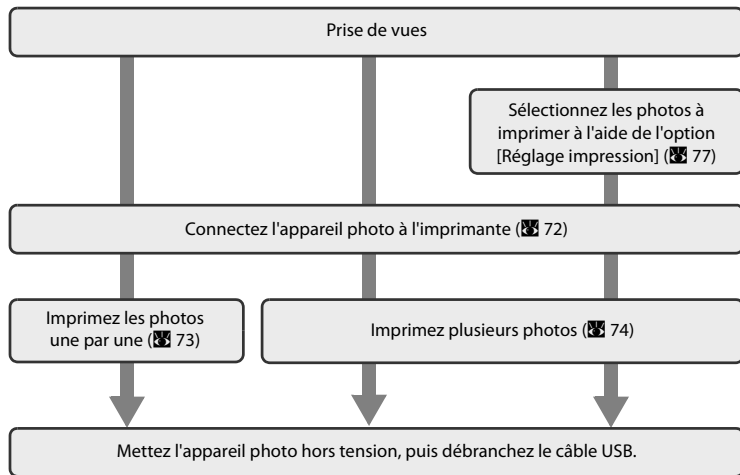 Prise de vues
Sélectionnez les photos à
imprimer à l'aide de l'option
[Réglage impression] ( 77)
Connectez l'appareil photo à l'imprimante ( 72)
Imprimez les photos
une par une ( 73)
Imprimez plusieurs photos ( 74)
Mettez l'appareil photo hors tension, puis débranchez le câble USB.